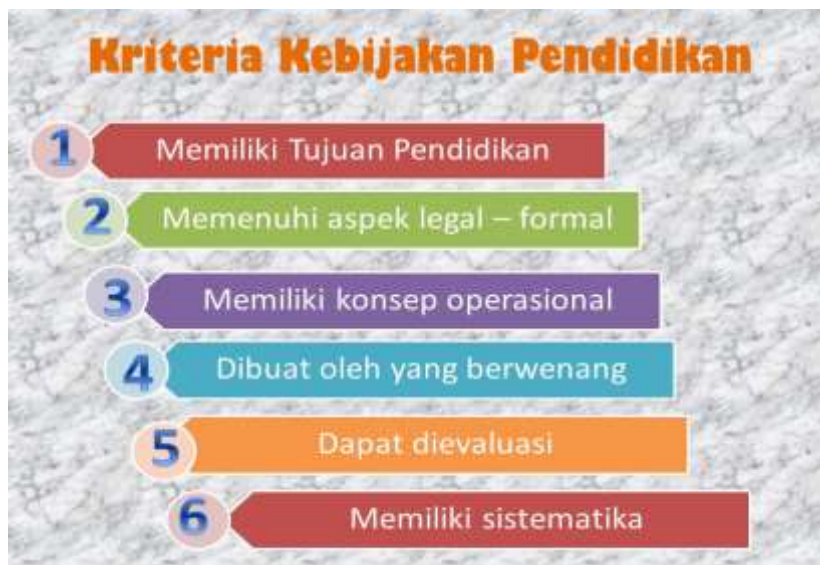 Kriteria Kebijakan Pendidikan
1 Memiliki Tujuan Pendidikan
2 Memenuhi aspek legal – formal
3 Memiliki konsep operasional
4 Dibuat oleh yang berwenang
5 Dapat dievaluasi
6 Memiliki sistematika